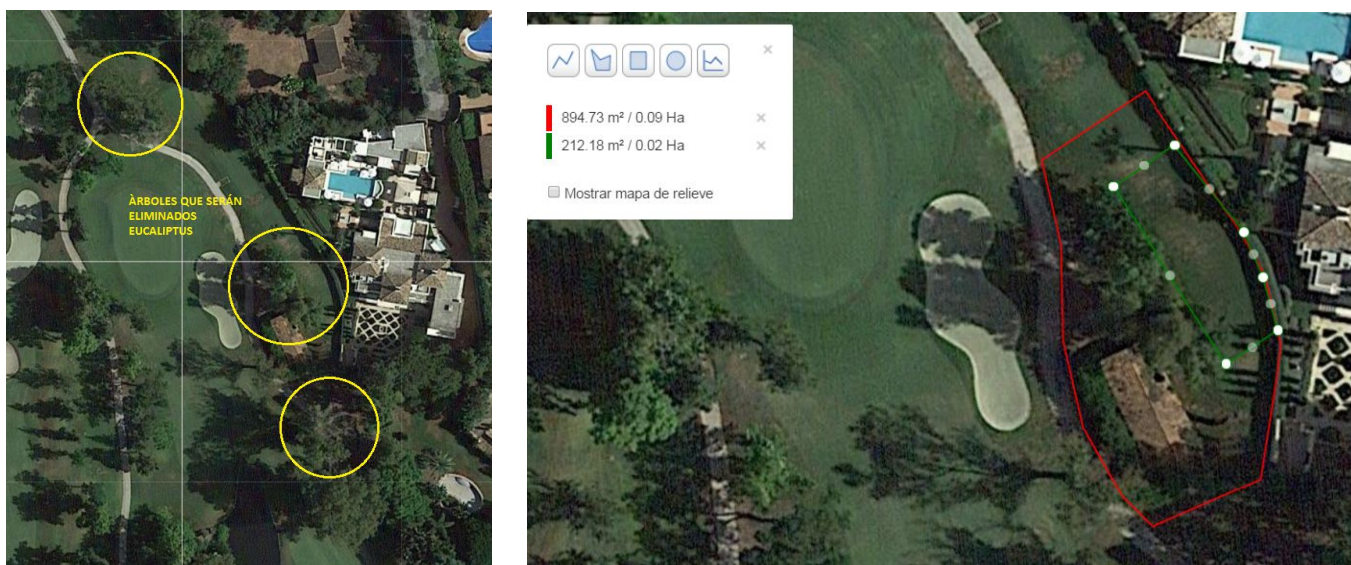 ÀRBOLES QUE SERÁN
ELIMINADOS
EUCALIPTUS
894.73 m² / 0.09 Ha
212.18 m² / 0.02 Ha
Mostrar mapa de relieve